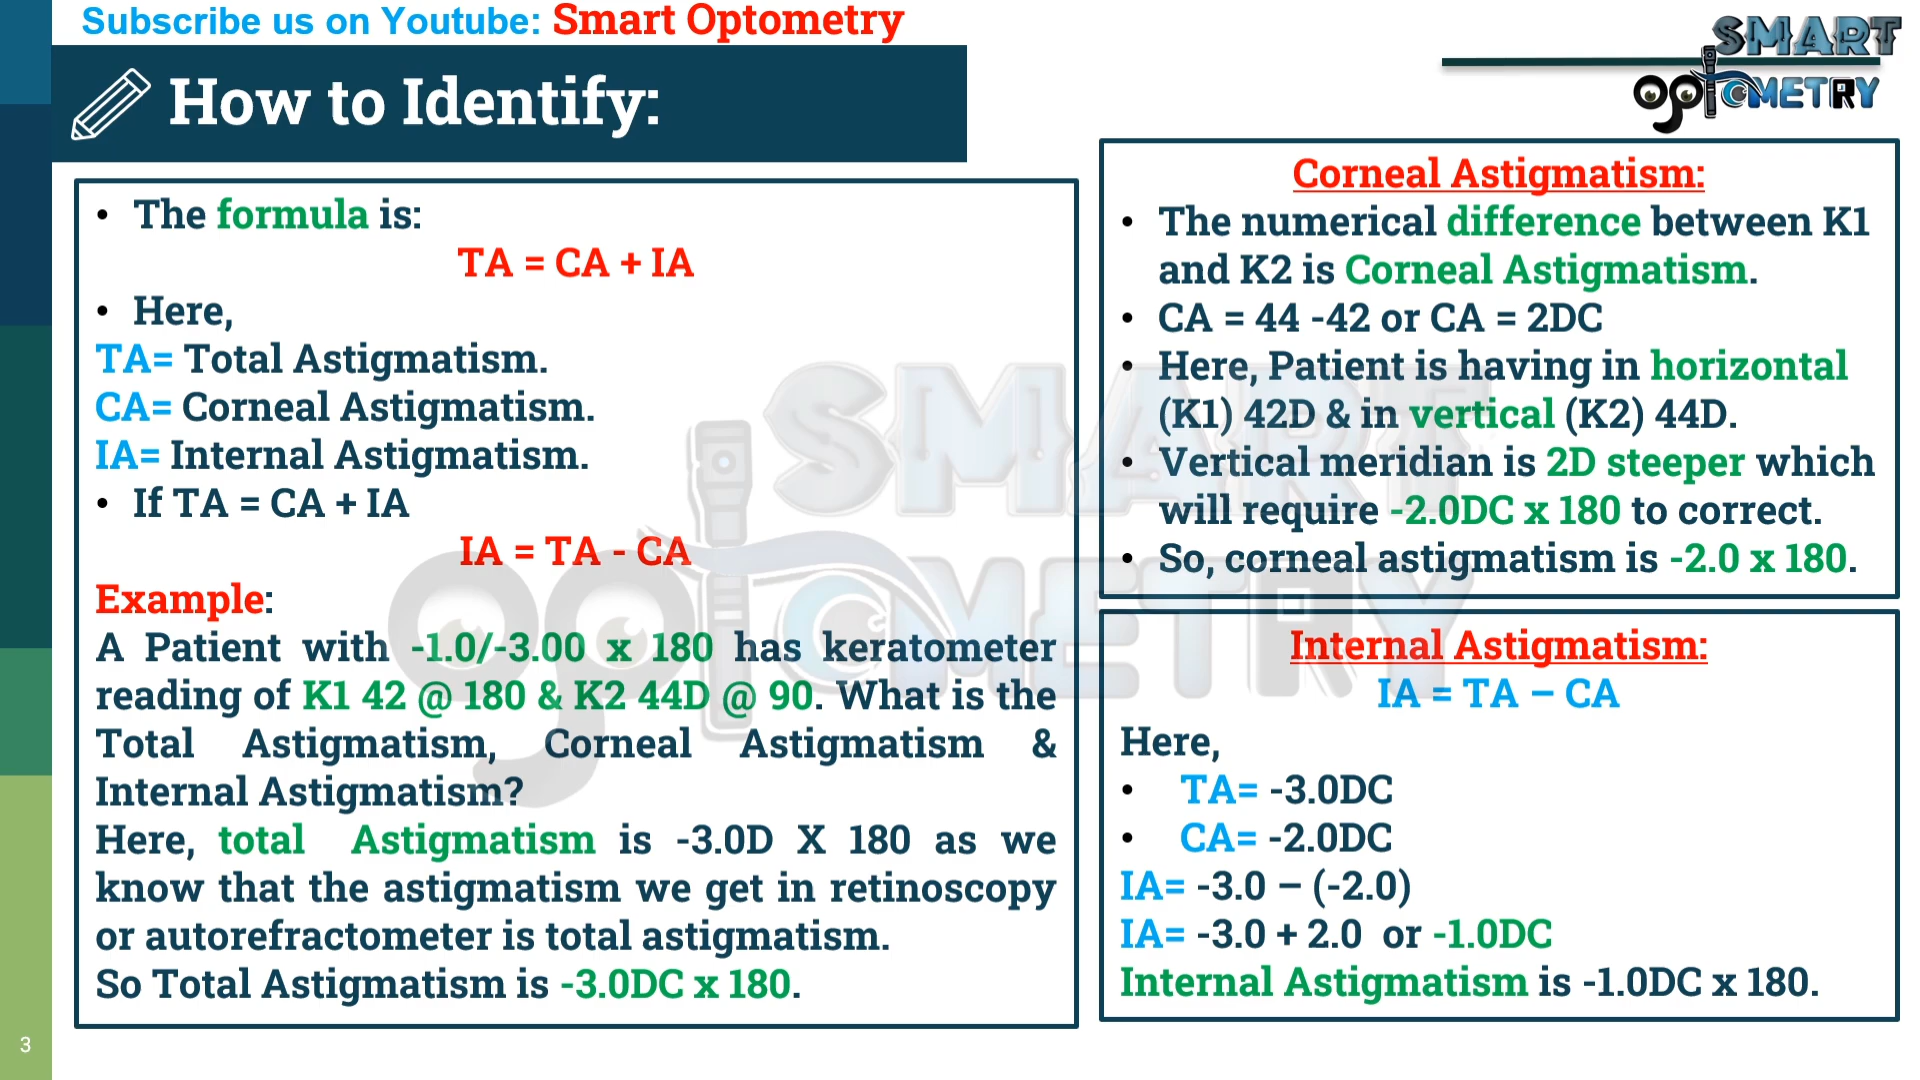 Subscribe us on Youtube: Smart Optometry
SMART
OptOMETRY
How to Identify:
• The formula is:
TA = CA + IA
• Here,
TA= Total Astigmatism.
CA= Corneal Astigmatism.
IA= Internal Astigmatism.
• If TA = CA + IA
IA = TA - CA
Example:
A Patient with -1.0/-3.00 x 180 has keratometer
reading of K1 42 @ 180 & K2 44D @ 90. What is the
Total Astigmatism, Corneal Astigmatism &
Internal Astigmatism?
Here, total Astigmatism is -3.0D X 180 as we
know that the astigmatism we get in retinoscopy
or autorefractometer is total astigmatism.
So Total Astigmatism is -3.0DC x 180.
Corneal Astigmatism:
• The numerical difference between K1
and K2 is Corneal Astigmatism.
• CA = 44 -42 or CA = 2DC
• Here, Patient is having in horizontal
(K1) 42D & in vertical (K2) 44D.
• Vertical meridian is 2D steeper which
will require -2.0DC x 180 to correct.
• So, corneal astigmatism is -2.0 x 180.
Internal Astigmatism:
IA = TA – CA
Here,
• TA= -3.0DC
• CA= -2.0DC
IA= -3.0 – (-2.0)
IA= -3.0 + 2.0 or -1.0DC
Internal Astigmatism is -1.0DC x 180.
SMART
OptOMETRY
3